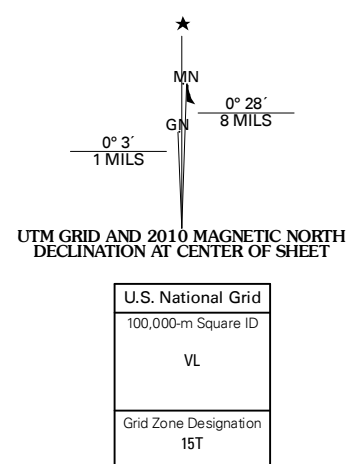 MN
0° 28´
8 MILS
GN
0° 3´
1 MILS
UTM GRID AND 2010 MAGNETIC NORTH
DECLINATION AT CENTER OF SHEET
U.S. National Grid
100,000-m Square ID
VL
Grid Zone Designation
15T